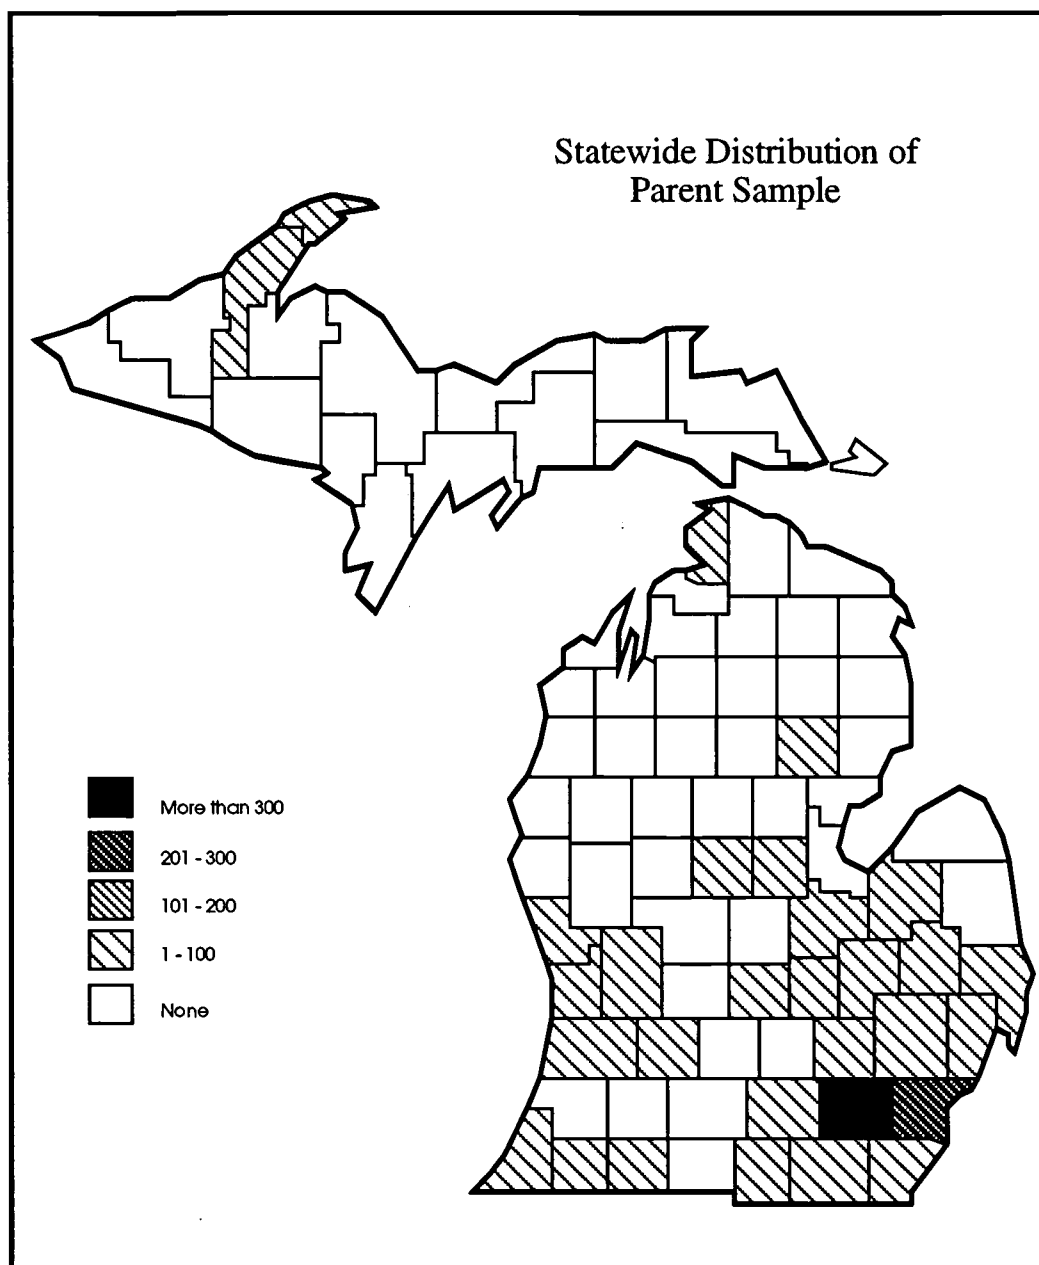 Statewide Distribution of
Parent Sample
More than 300
201 - 300
101 - 200
1 - 100
None